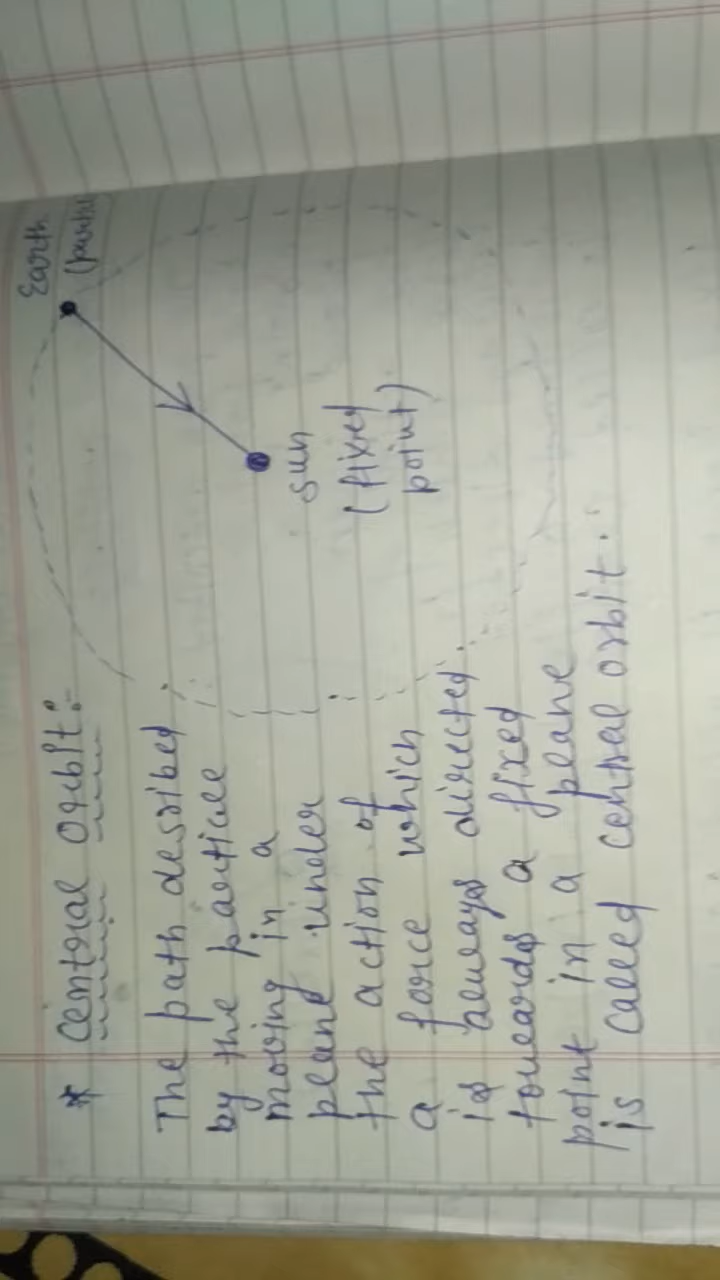 * Central Orbit :-
The path desribed
by the particle
moving in a
plane under
the action of
a force which
is always directed
towards a fixed
point in a plane
is called central orbit.
Earth
sun
(fixed
point)